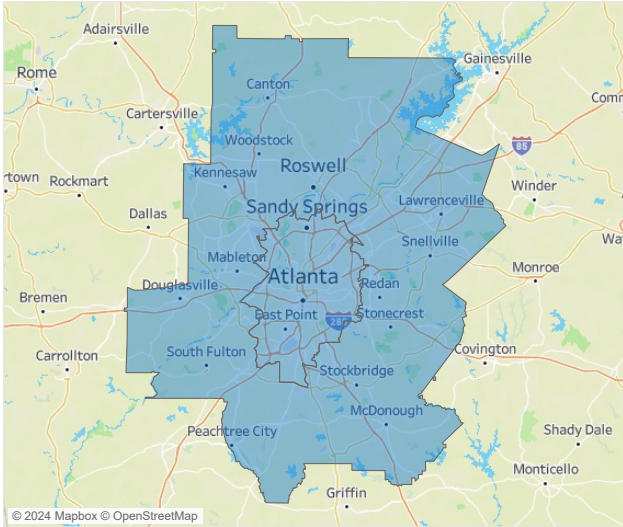 Adairsville
Gainesville
Rome
Canton
Comm
Cartersville
Woodstock
85
Roswell
Kennesaw
rtown
Rockmart
Winder
Sandy Springs
Lawrenceville
Dallas
Wa
Snellville
Mableton
Atlanta
Monroe
Douglasville
Redan
Bremen
East Point
Stonecrest
South Fulton
Covington
Carrollton
Stockbridge
McDonough
Peachtree City
Shady Dale
Monticello
Griffin
© 2024 Mapbox © OpenStreetMap